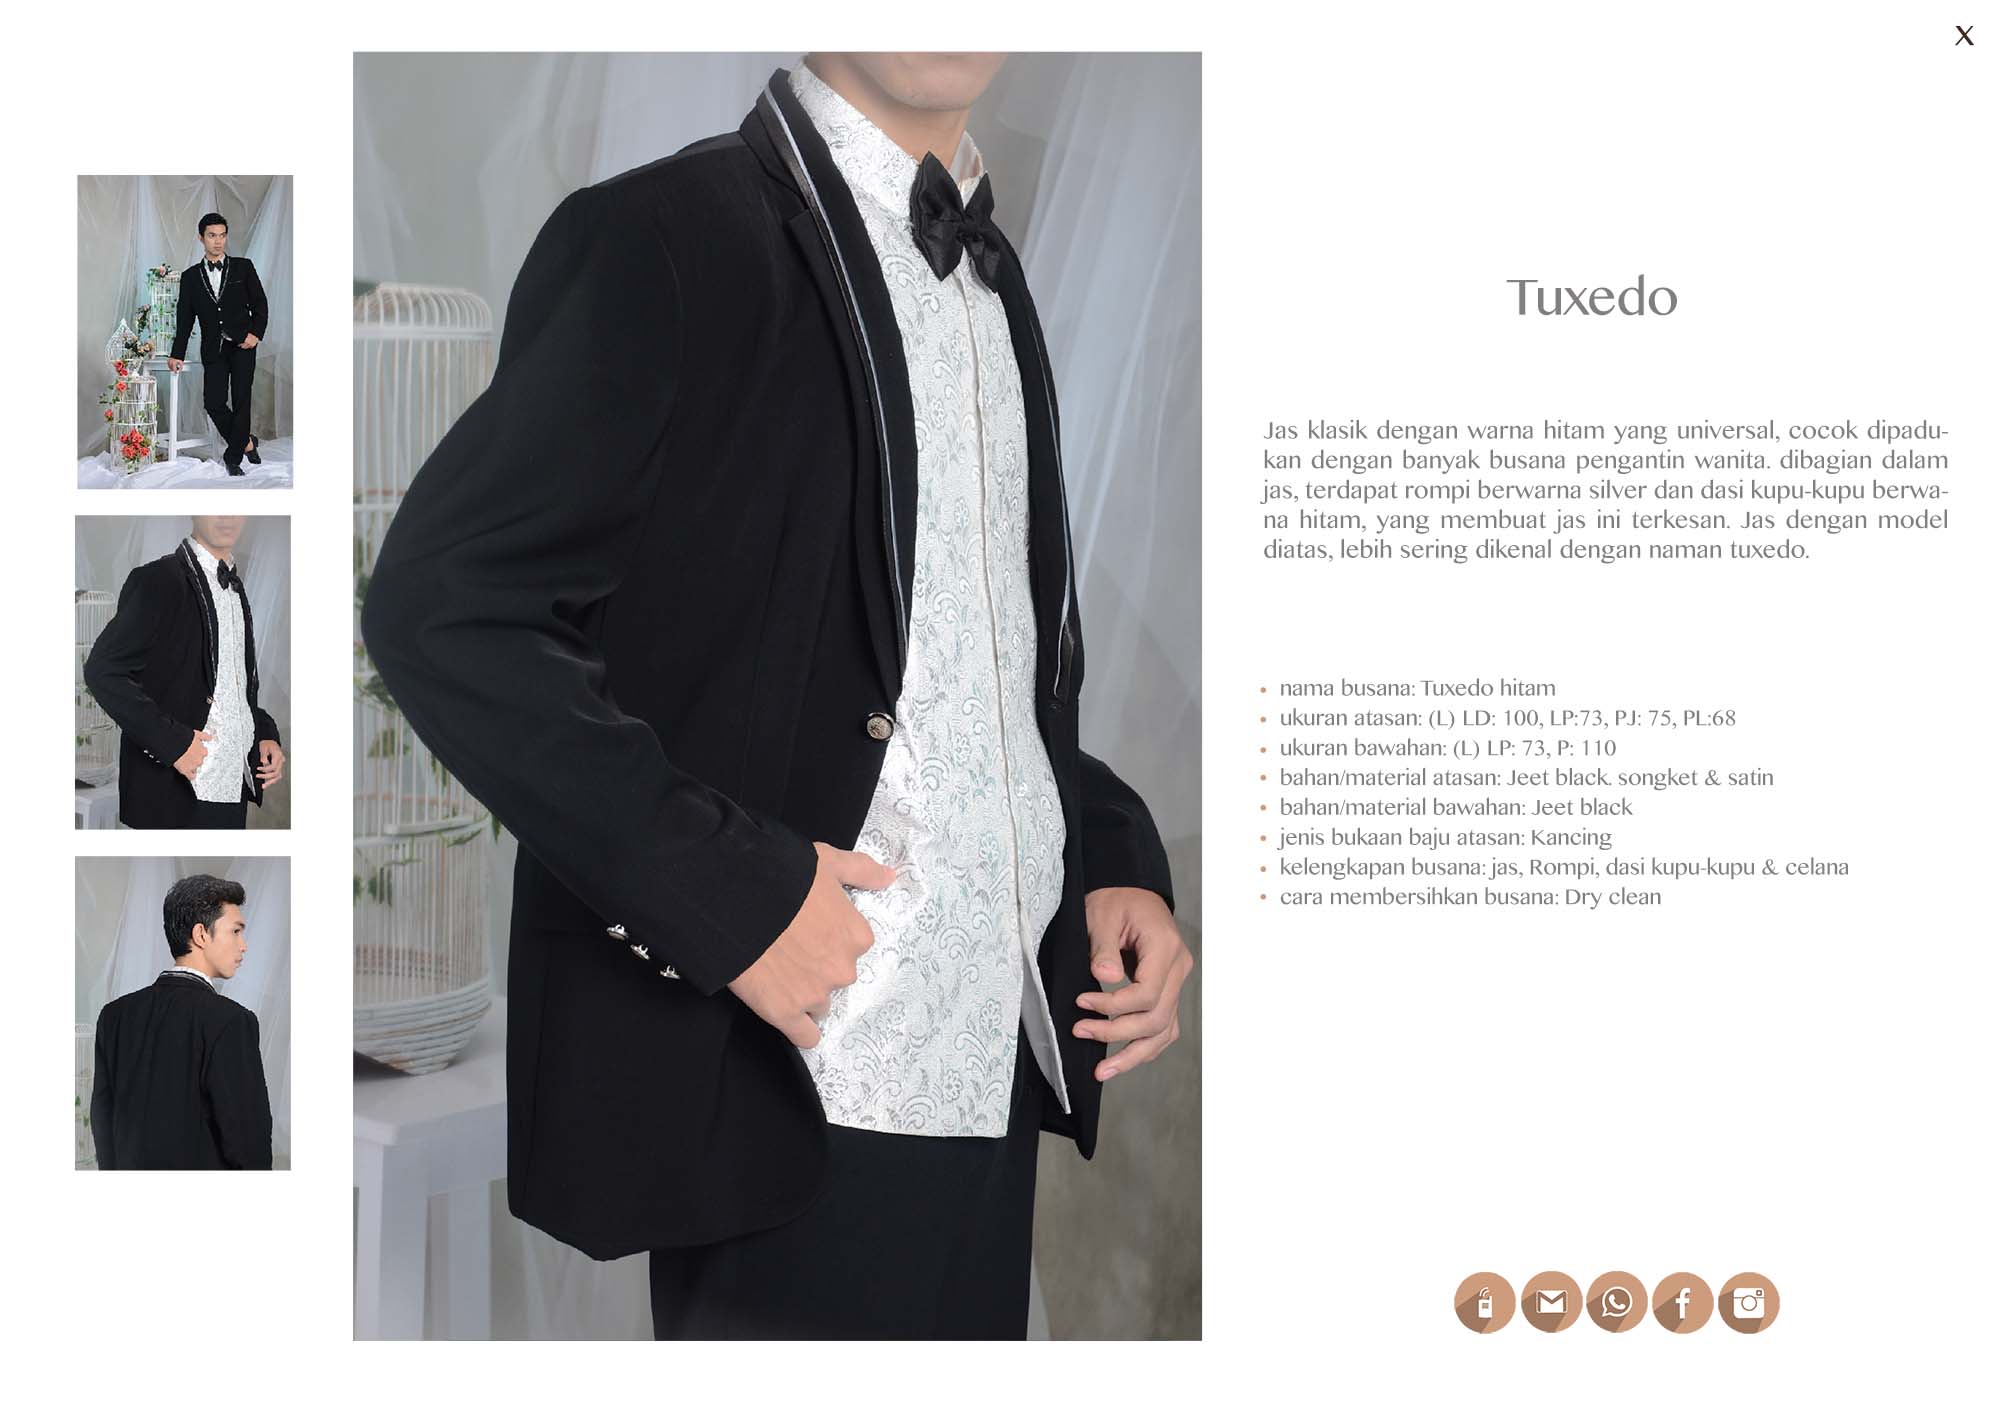 X
Tuxedo
Jas klasik dengan warna hitam yang universal, cocok dipadu-
kan dengan banyak busana pengantin wanita. dibagian dalam
jas, terdapat rompi berwarna silver dan dasi kupu-kupu berwa-
na hitam, yang membuat jas ini terkesan. Jas dengan model
diatas, lebih sering dikenal dengan naman tuxedo.
• nama busana: Tuxedo hitam
• ukuran atasan: (L) LD: 100, LP:73, PJ: 75, PL:68
• ukuran bawahan: (L) LP: 73, P: 110
• bahan/material atasan: Jeet black. songket & satin
• bahan/material bawahan: Jeet black
• jenis bukaan baju atasan: Kancing
• kelengkapan busana: jas, Rompi, dasi kupu-kupu & celana
• cara membersihkan busana: Dry clean